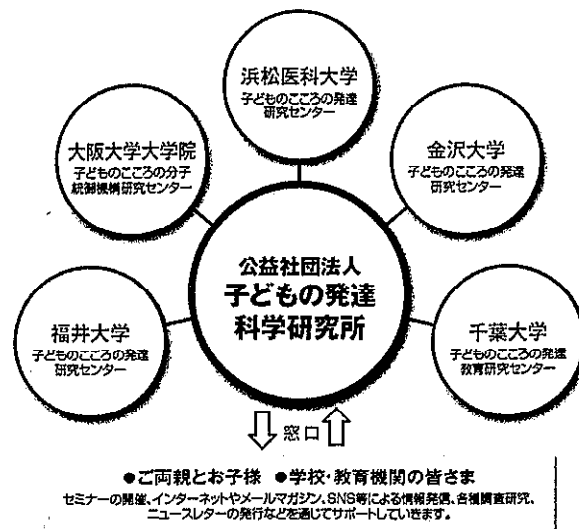 浜松医科大学
子どものこころの発達
研究センター
大阪大学大学院
子どものこころの分子
統御機構研究センター
金沢大学
子どものこころの発達
研究センター
公益社団法人
子どもの発達
科学研究所
福井大学
子どものこころの発達
研究センター
千葉大学
子どものこころの発達
教育研究センター
窓口
●ご両親とお子様 ●学校・教育機関の皆さま
セミナーの開催、インターネットやメールマガジン、SNS等による情報発信、各種調査研究、
ニュースレターの発行などを通じてサポートしていきます。